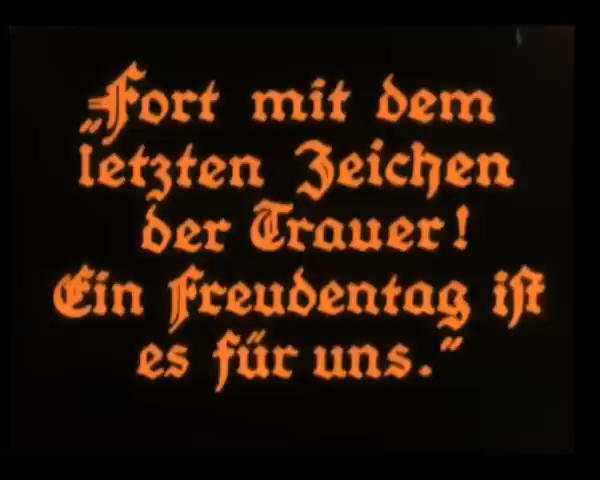 „Fort mit dem
letzten Zeichen
der Trauer!
Ein Freudentag ist
es für uns.“